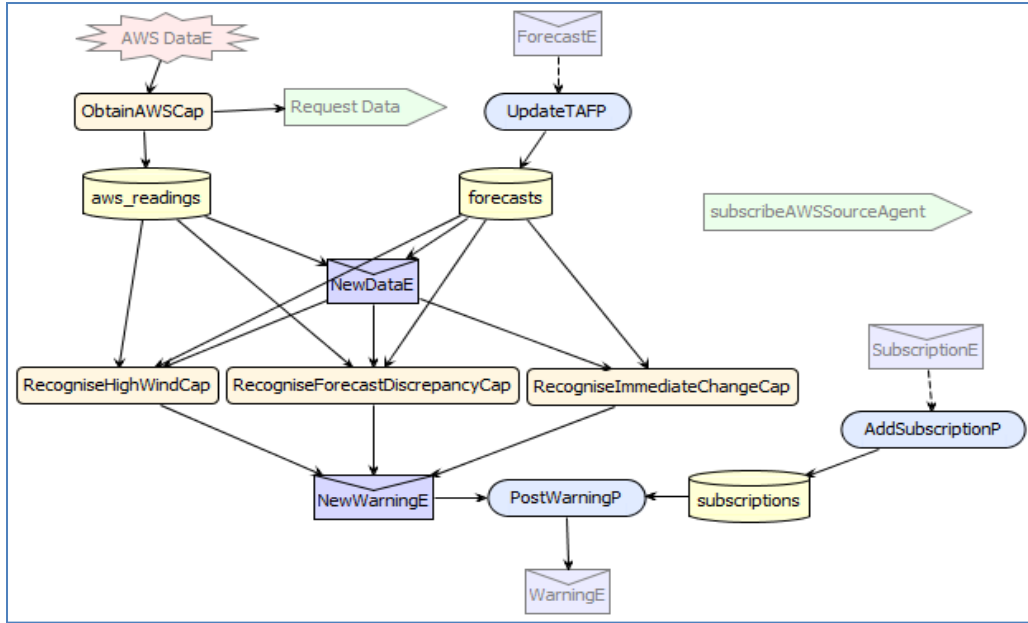 AWS DataE
ForecastE
ObtainAWSCap
Request Data
UpdateTAFP
aws_readings
forecasts
subscribeAWSSourceAgent
NewDataE
SubscriptionE
RecogniseHighWindCap
RecogniseForecastDiscrepancyCap
RecogniseImmediateChangeCap
AddSubscriptionP
NewWarningE
PostWarningP
subscriptions
WarningE